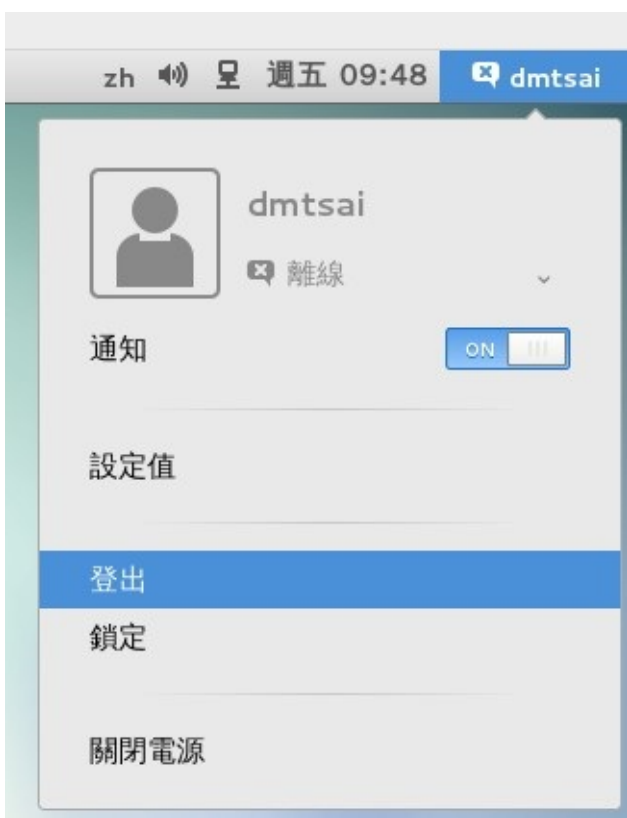 zh 週五 09:48 dmtsai
dmtsai
離線
通知 ON
設定值
登出
鎖定
關閉電源